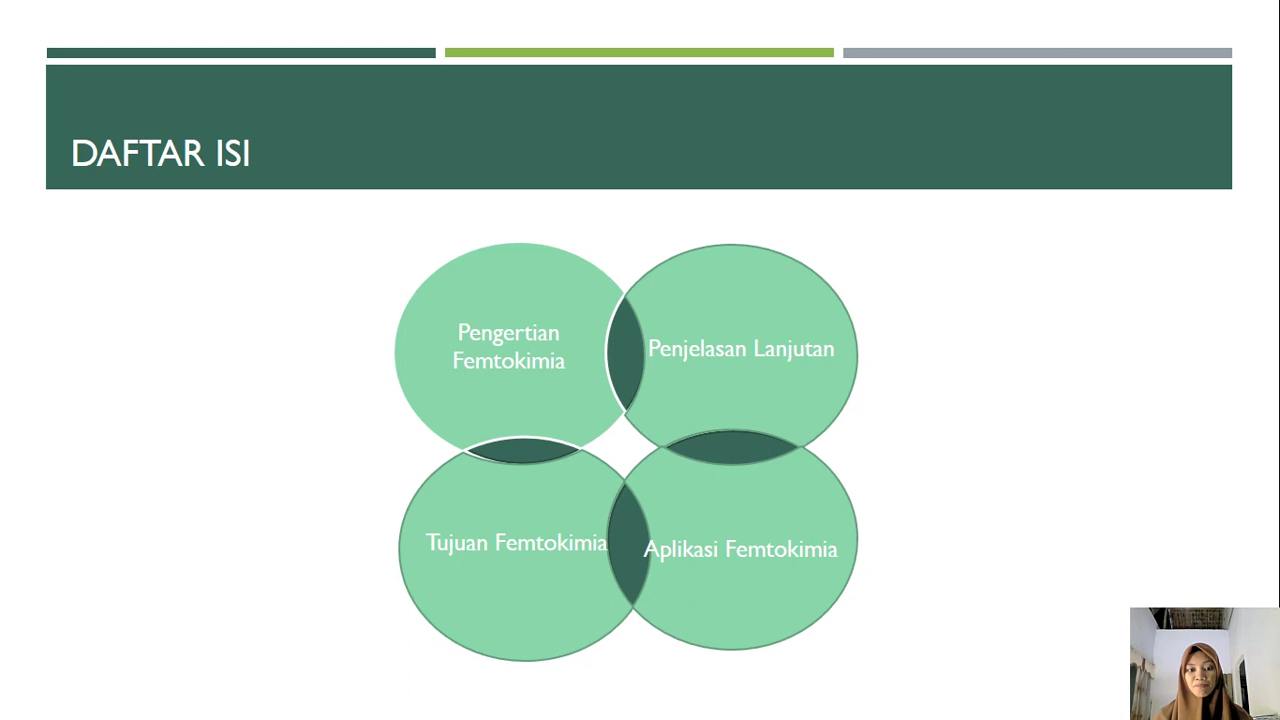 DAFTAR ISI
Pengertian
Femtokimia
Penjelasan Lanjutan
Tujuan Femtokimia
Aplikasi Femtokimia